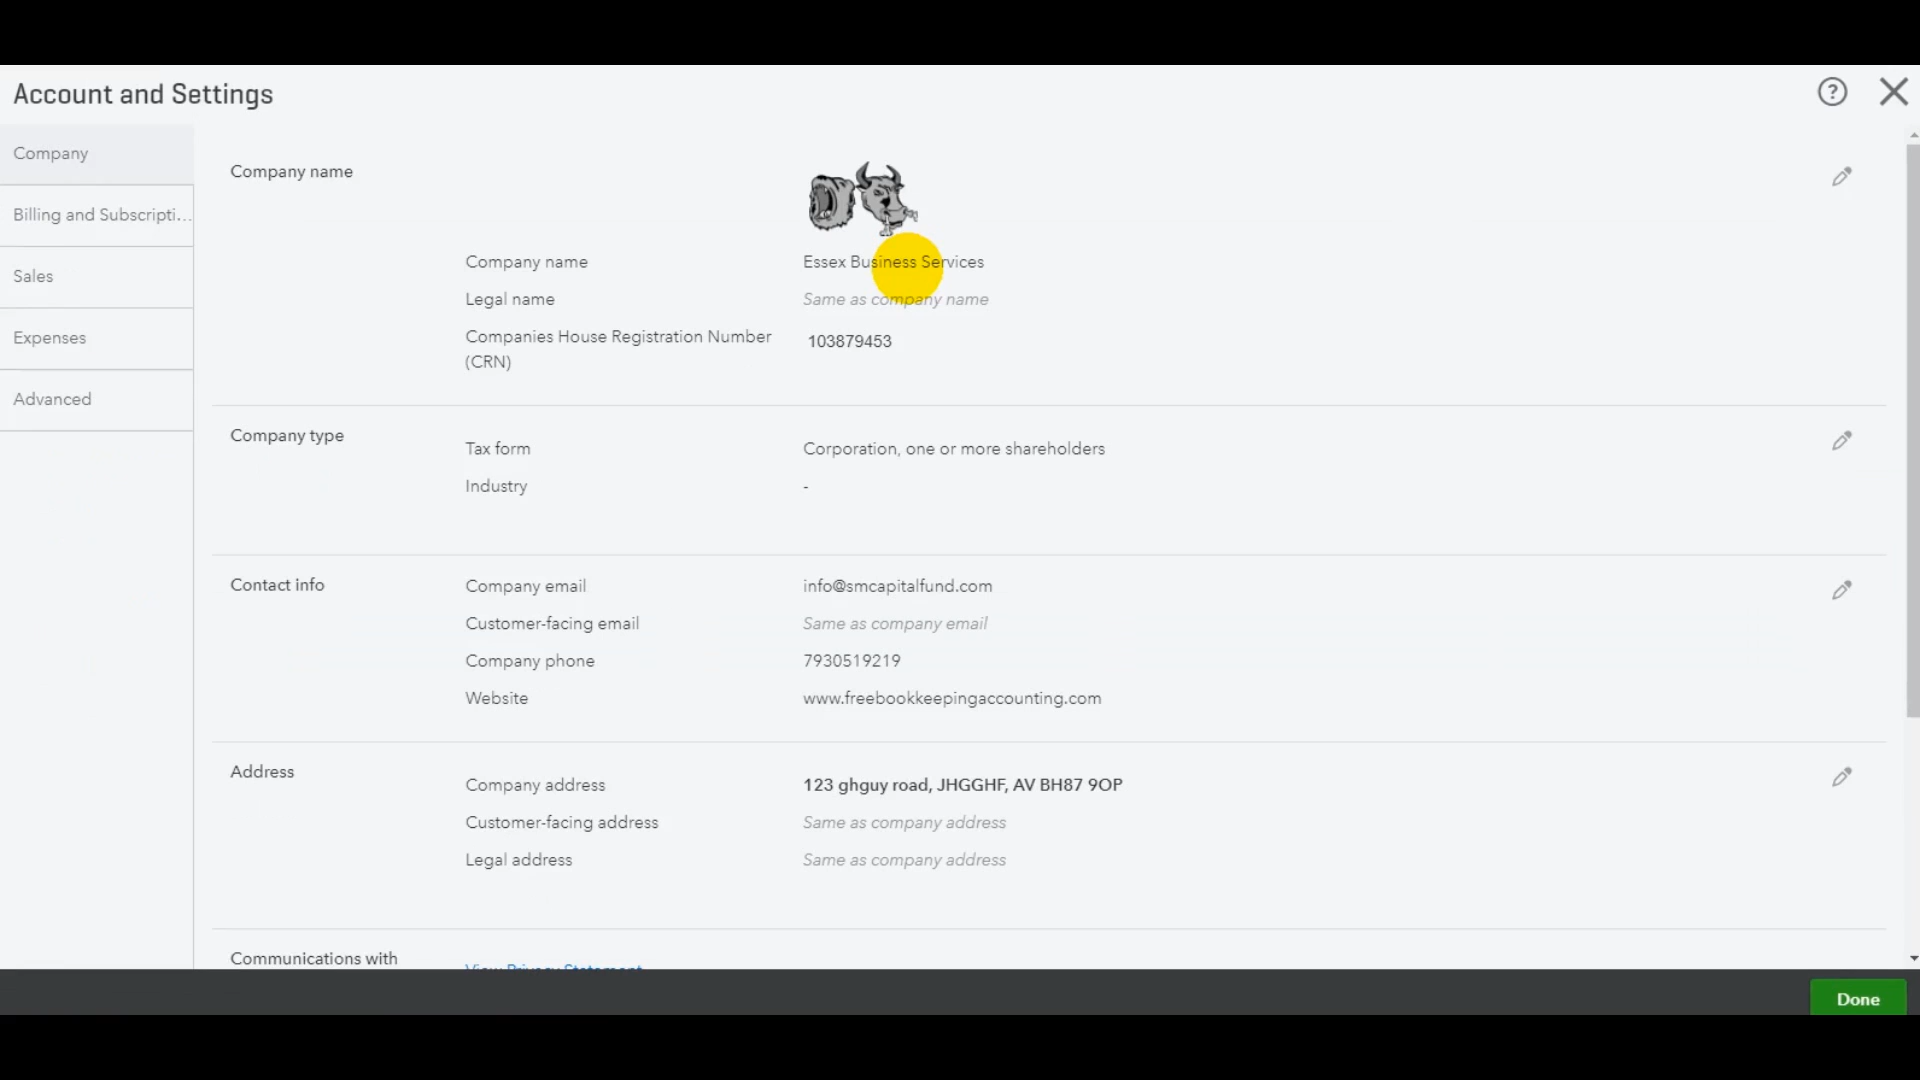 Account and Settings
?
Company
Billing and Subscripti...
Sales
Expenses
Advanced
Company name
Company name Essex Business Services
Legal name Same as company name
Companies House Registration Number
(CRN) 103879453
Company type
Tax form Corporation, one or more shareholders
Industry -
Contact info
Company email info@smcapitalfund.com
Customer-facing email Same as company email
Company phone 7930519219
Website www.freebookkeepingaccounting.com
Address
Company address 123 ghguy road, JHGGHF, AV BH87 9OP
Customer-facing address Same as company address
Legal address Same as company address
Communications with
View Privacy Statement
Done